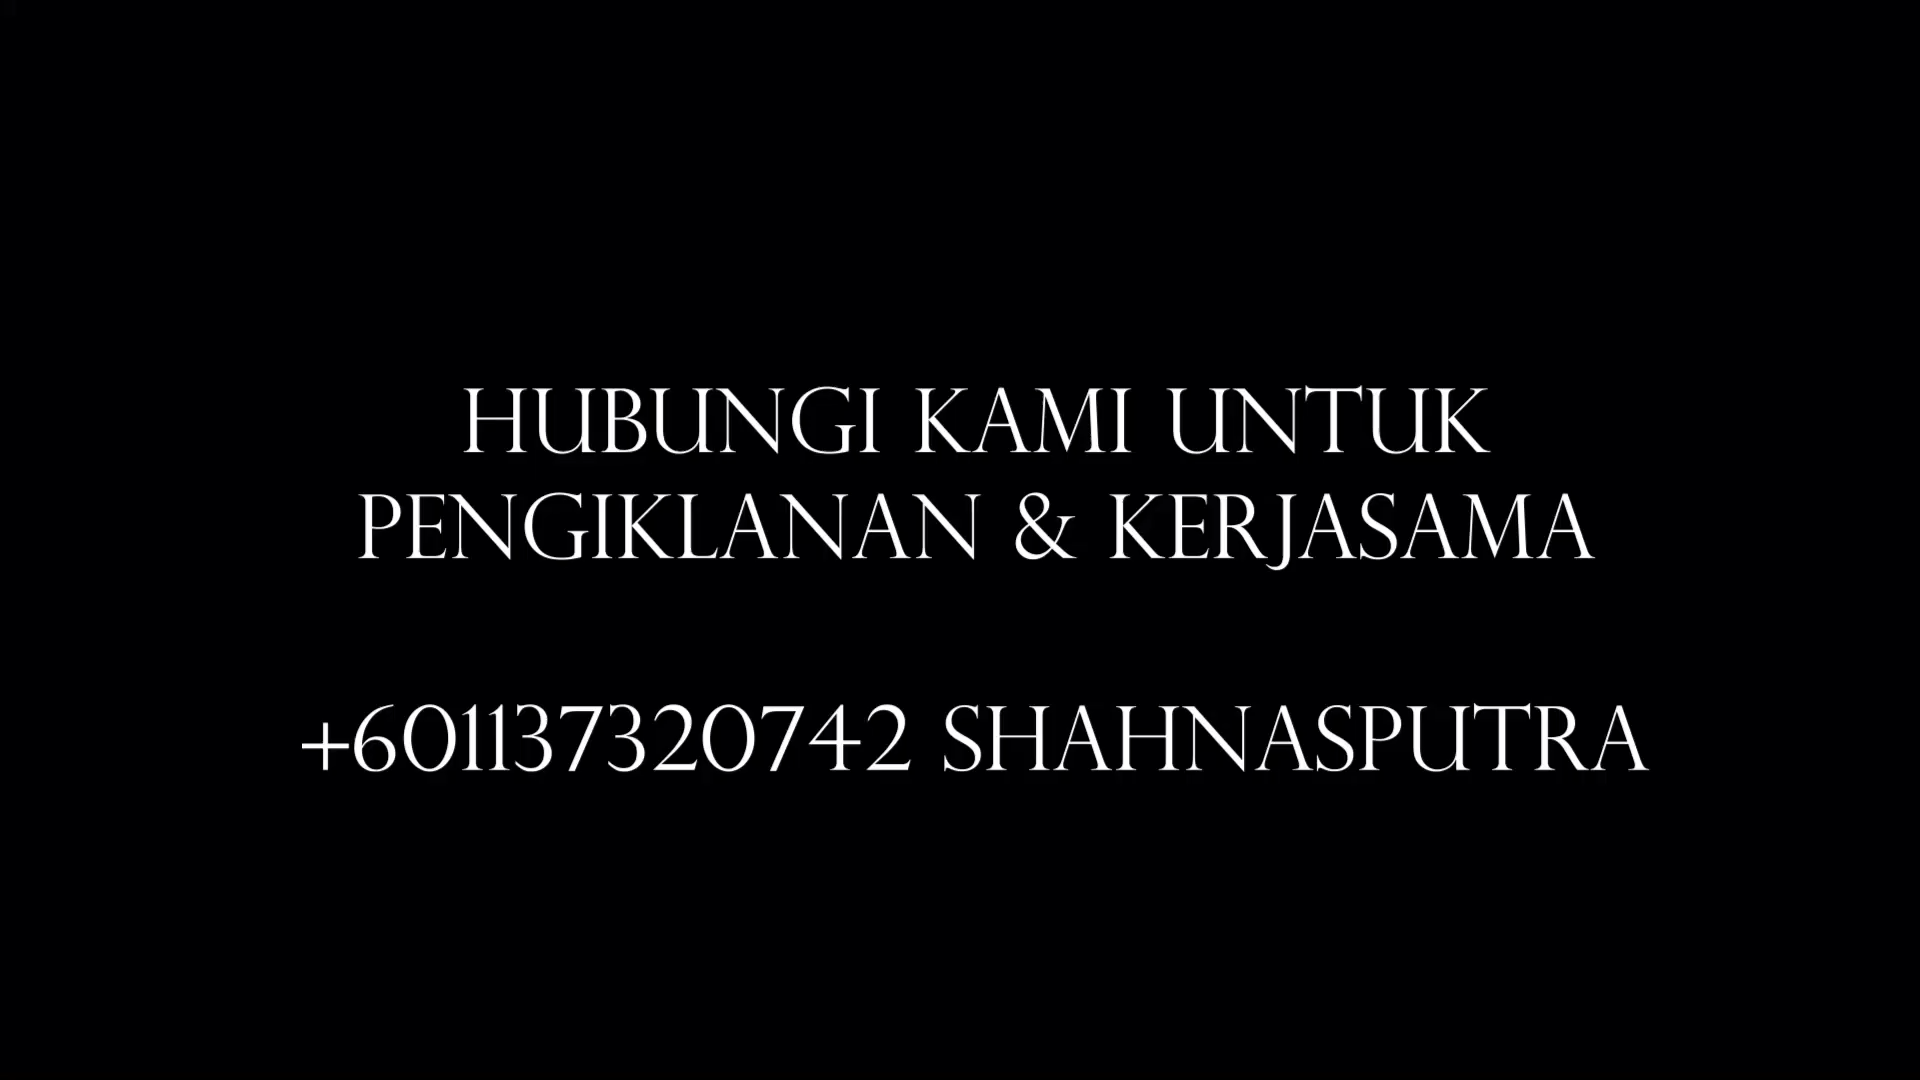 HUBUNGI KAMI UNTUK
PENGIKLANAN & KERJASAMA
+601137320742 SHAHNASPUTRA